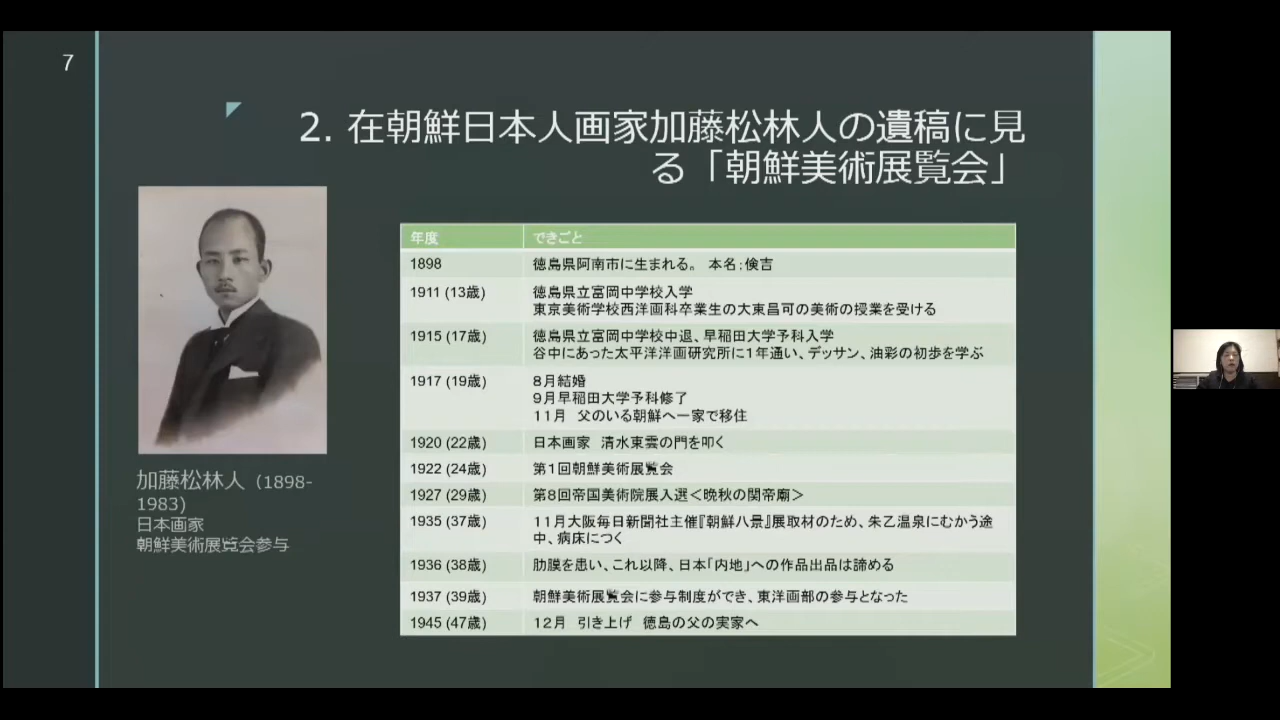 7
2. 在朝鮮日本人画家加藤松林人の遺稿に見
る「朝鮮美術展覧会」
加藤松林人（1898-
1983)
日本画家
朝鮮美術展覧会参与
年度 できごと
1898 徳島県阿南市に生まれる。 本名：倹吉
1911 (13歳) 徳島県立富岡中学校入学
東京美術学校西洋画科卒業生の大東昌可の美術の授業を受ける
1915 (17歳) 徳島県立富岡中学校中退、早稲田大学予科入学
谷中にあった太平洋洋画研究所に１年通い、デッサン、油彩の初歩を学ぶ
1917 (19歳) ８月結婚
９月早稲田大学予科修了
１１月　父のいる朝鮮へ一家で移住
1920 (22歳) 日本画家　清水東雲の門を叩く
1922 (24歳) 第１回朝鮮美術展覧会
1927 (29歳) 第８回帝国美術院展入選＜晩秋の関帝廟＞
1935 (37歳) １１月大阪毎日新聞社主催『朝鮮八景』展取材のため、朱乙温泉にむかう途
中、病床につく
1936 (38歳) 肋膜を患い、これ以降、日本「内地」への作品出品は諦める
1937 (39歳) 朝鮮美術展覧会に参与制度ができ、東洋画部の参与となった
1945 (47歳) １２月　引き上げ　徳島の父の実家へ